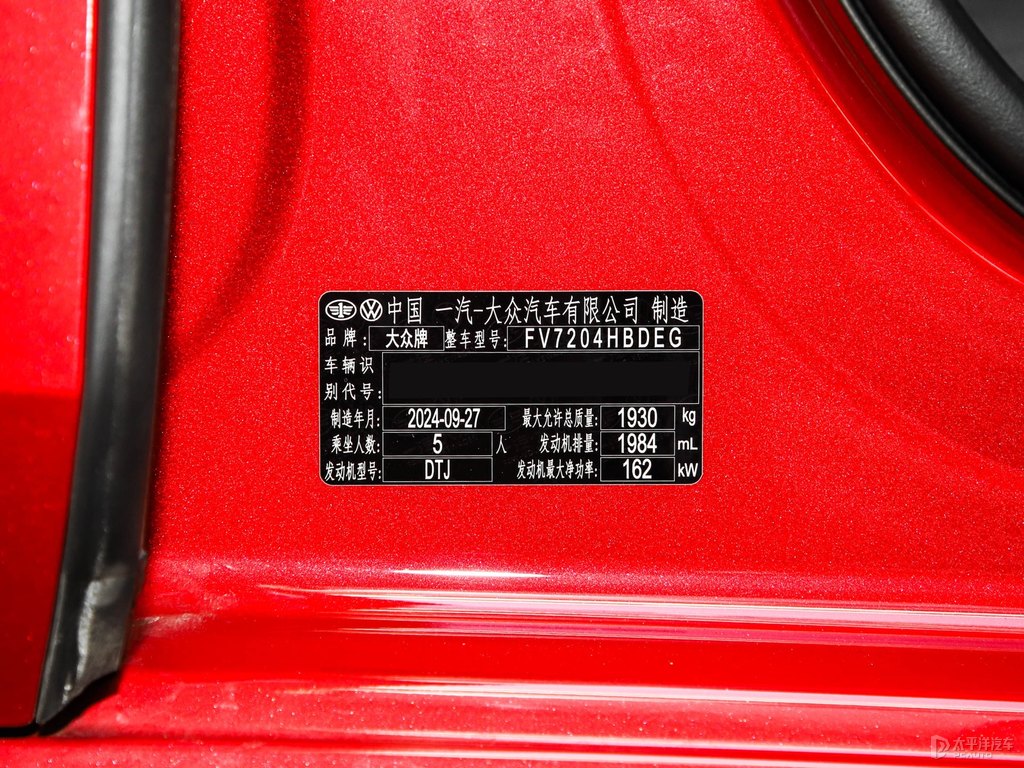 中国 一汽-大众汽车有限公司 制造
品牌: 大众牌 整车型号: FV7204HBDEG
车辆识
别代号:
制造年月: 2024-09-27 最大允许总质量: 1930 kg
乘坐人数: 5 人 发动机排量: 1984 mL
发动机型号: DTJ 发动机最大净功率: 162 kW
太平洋汽车
PCAUTO